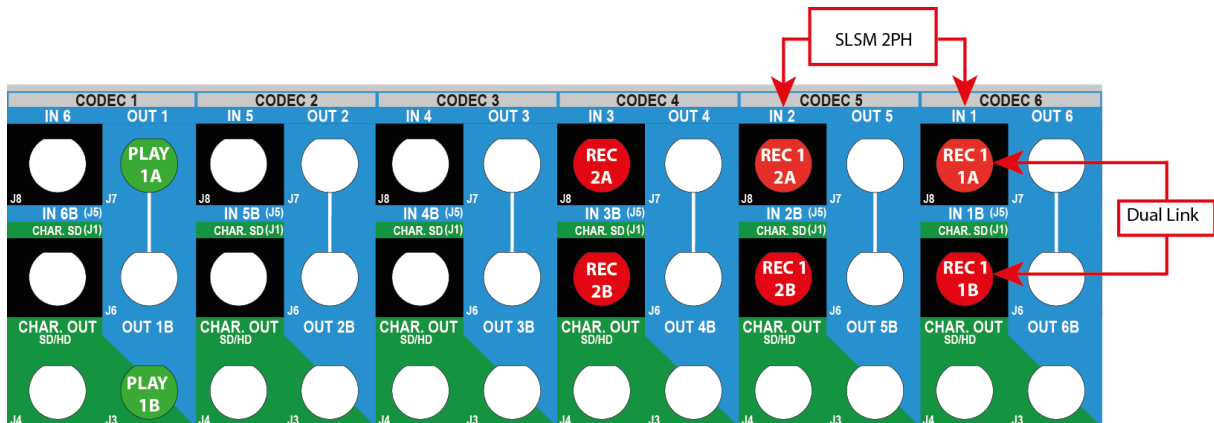 SLSM 2PH
CODEC 1 CODEC 2 CODEC 3 CODEC 4 CODEC 5 CODEC 6
IN 6 OUT 1 IN 5 OUT 2 IN 4 OUT 3 IN 3 OUT 4 IN 2 OUT 5 IN 1 OUT 6
PLAY 1A
REC 2A
REC 1 2A
REC 1 1A
J8 J7 J8 J7 J8 J7 J8 J7 J8 J7 J8 J7
IN 6B (J5) IN 5B (J5) IN 4B (J5) IN 3B (J5) IN 2B (J5) IN 1B (J5)
Dual Link
CHAR. SD (J1) CHAR. SD (J1) CHAR. SD (J1) CHAR. SD (J1) CHAR. SD (J1) CHAR. SD (J1)
REC 2B
REC 1 2B
REC 1 1B
J6 J6 J6 J6 J6 J6
CHAR. OUT OUT 1B CHAR. OUT OUT 2B CHAR. OUT OUT 3B CHAR. OUT OUT 4B CHAR. OUT OUT 5B CHAR. OUT OUT 6B
SD/HD SD/HD SD/HD SD/HD SD/HD SD/HD
PLAY 1B
J4 J3 J4 J3 J4 J3 J4 J3 J4 J3 J4 J3